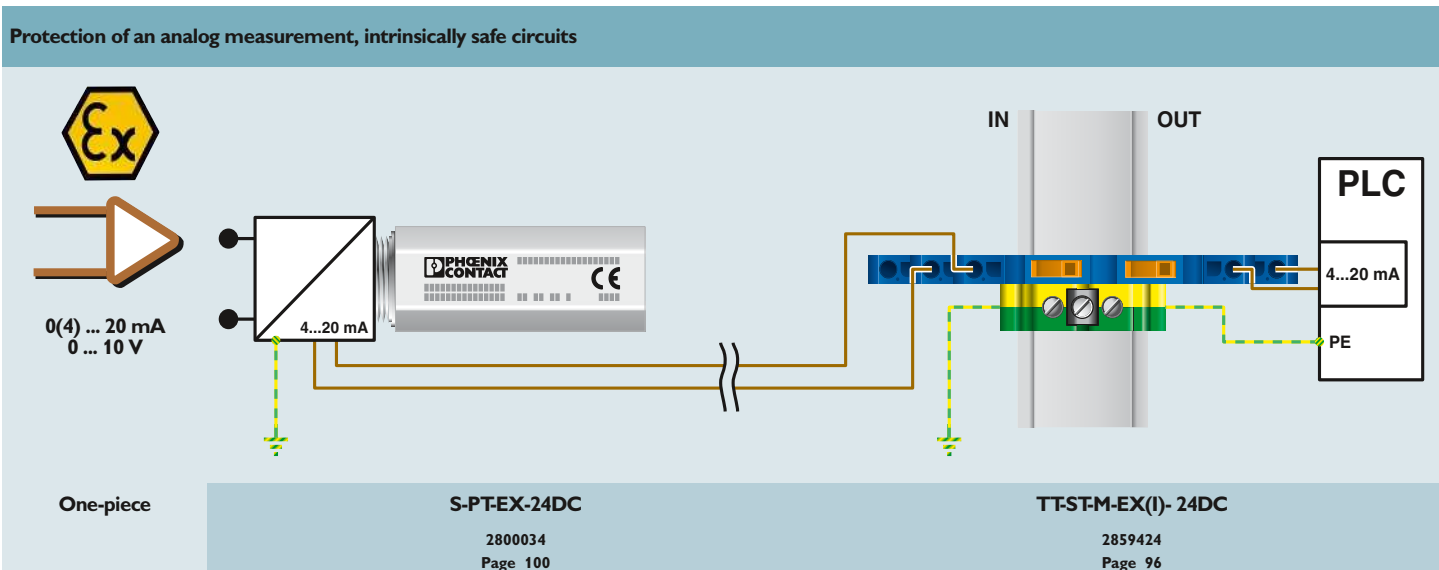 Protection of an analog measurement, intrinsically safe circuits
Ex
IN
OUT
PLC
PHŒNIX
CONTACT
CE
4...20 mA
4...20 mA
0(4) ... 20 mA
0 ... 10 V
PE
One-piece
S-PT-EX-24DC
TT-ST-M-EX(I)- 24DC
2800034
2859424
Page 100
Page 96